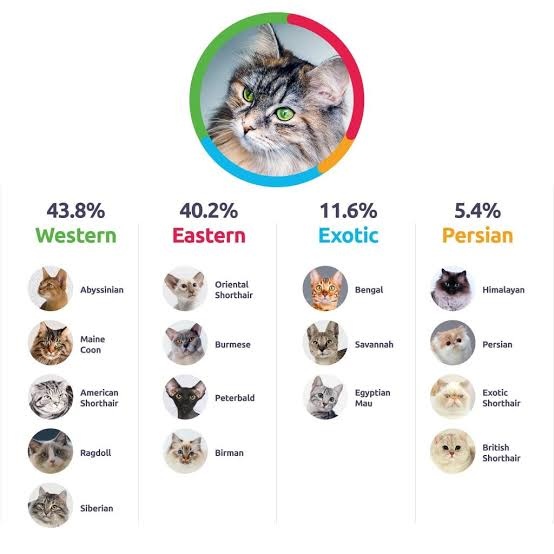 43.8%
Western
Abyssinian
Maine
Coon
American
Shorthair
Ragdoll
Siberian
40.2%
Eastern
Oriental
Shorthair
Burmese
Peterbald
Birman
11.6%
Exotic
Bengal
Savannah
Egyptian
Mau
5.4%
Persian
Himalayan
Persian
Exotic
Shorthair
British
Shorthair